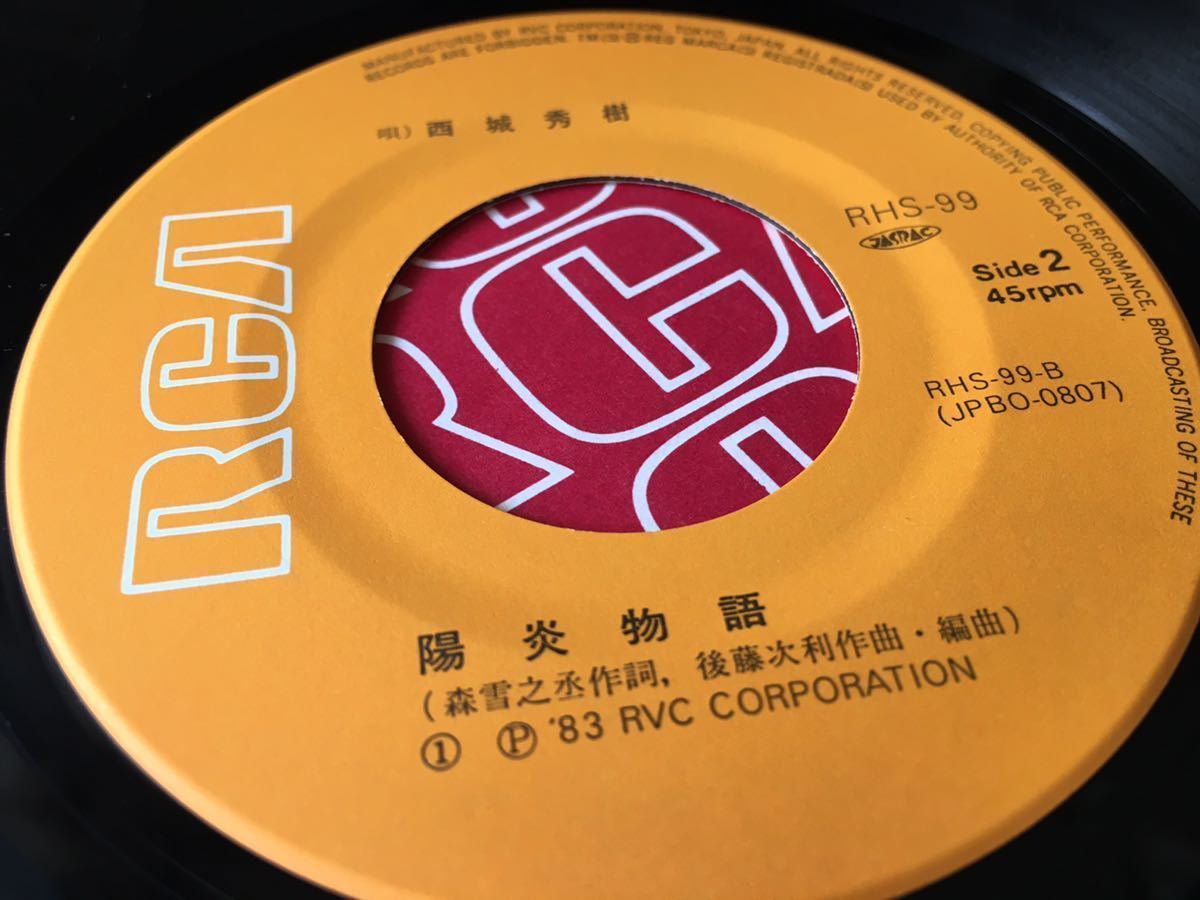 MANUFACTURED BY RVC CORPORATION, TOKYO, JAPAN. ALL RIGHTS RESERVED. COPYING PUBLIC PERFORMANCE, BROADCASTING OF THESE
RECORDS ARE FORBIDDEN. TM(S)® REG MARCA(S) REGISTRADA(S) USED BY AUTHORITY OF RCA CORPORATION.
唄) 西城秀樹
RCA
RHS-99
JASRAC
Side 2
45rpm
RHS-99-B
(JPBO-0807)
陽炎物語
(森雪之丞作詞, 後藤次利作曲・編曲)
① Ⓟ '83 RVC CORPORATION